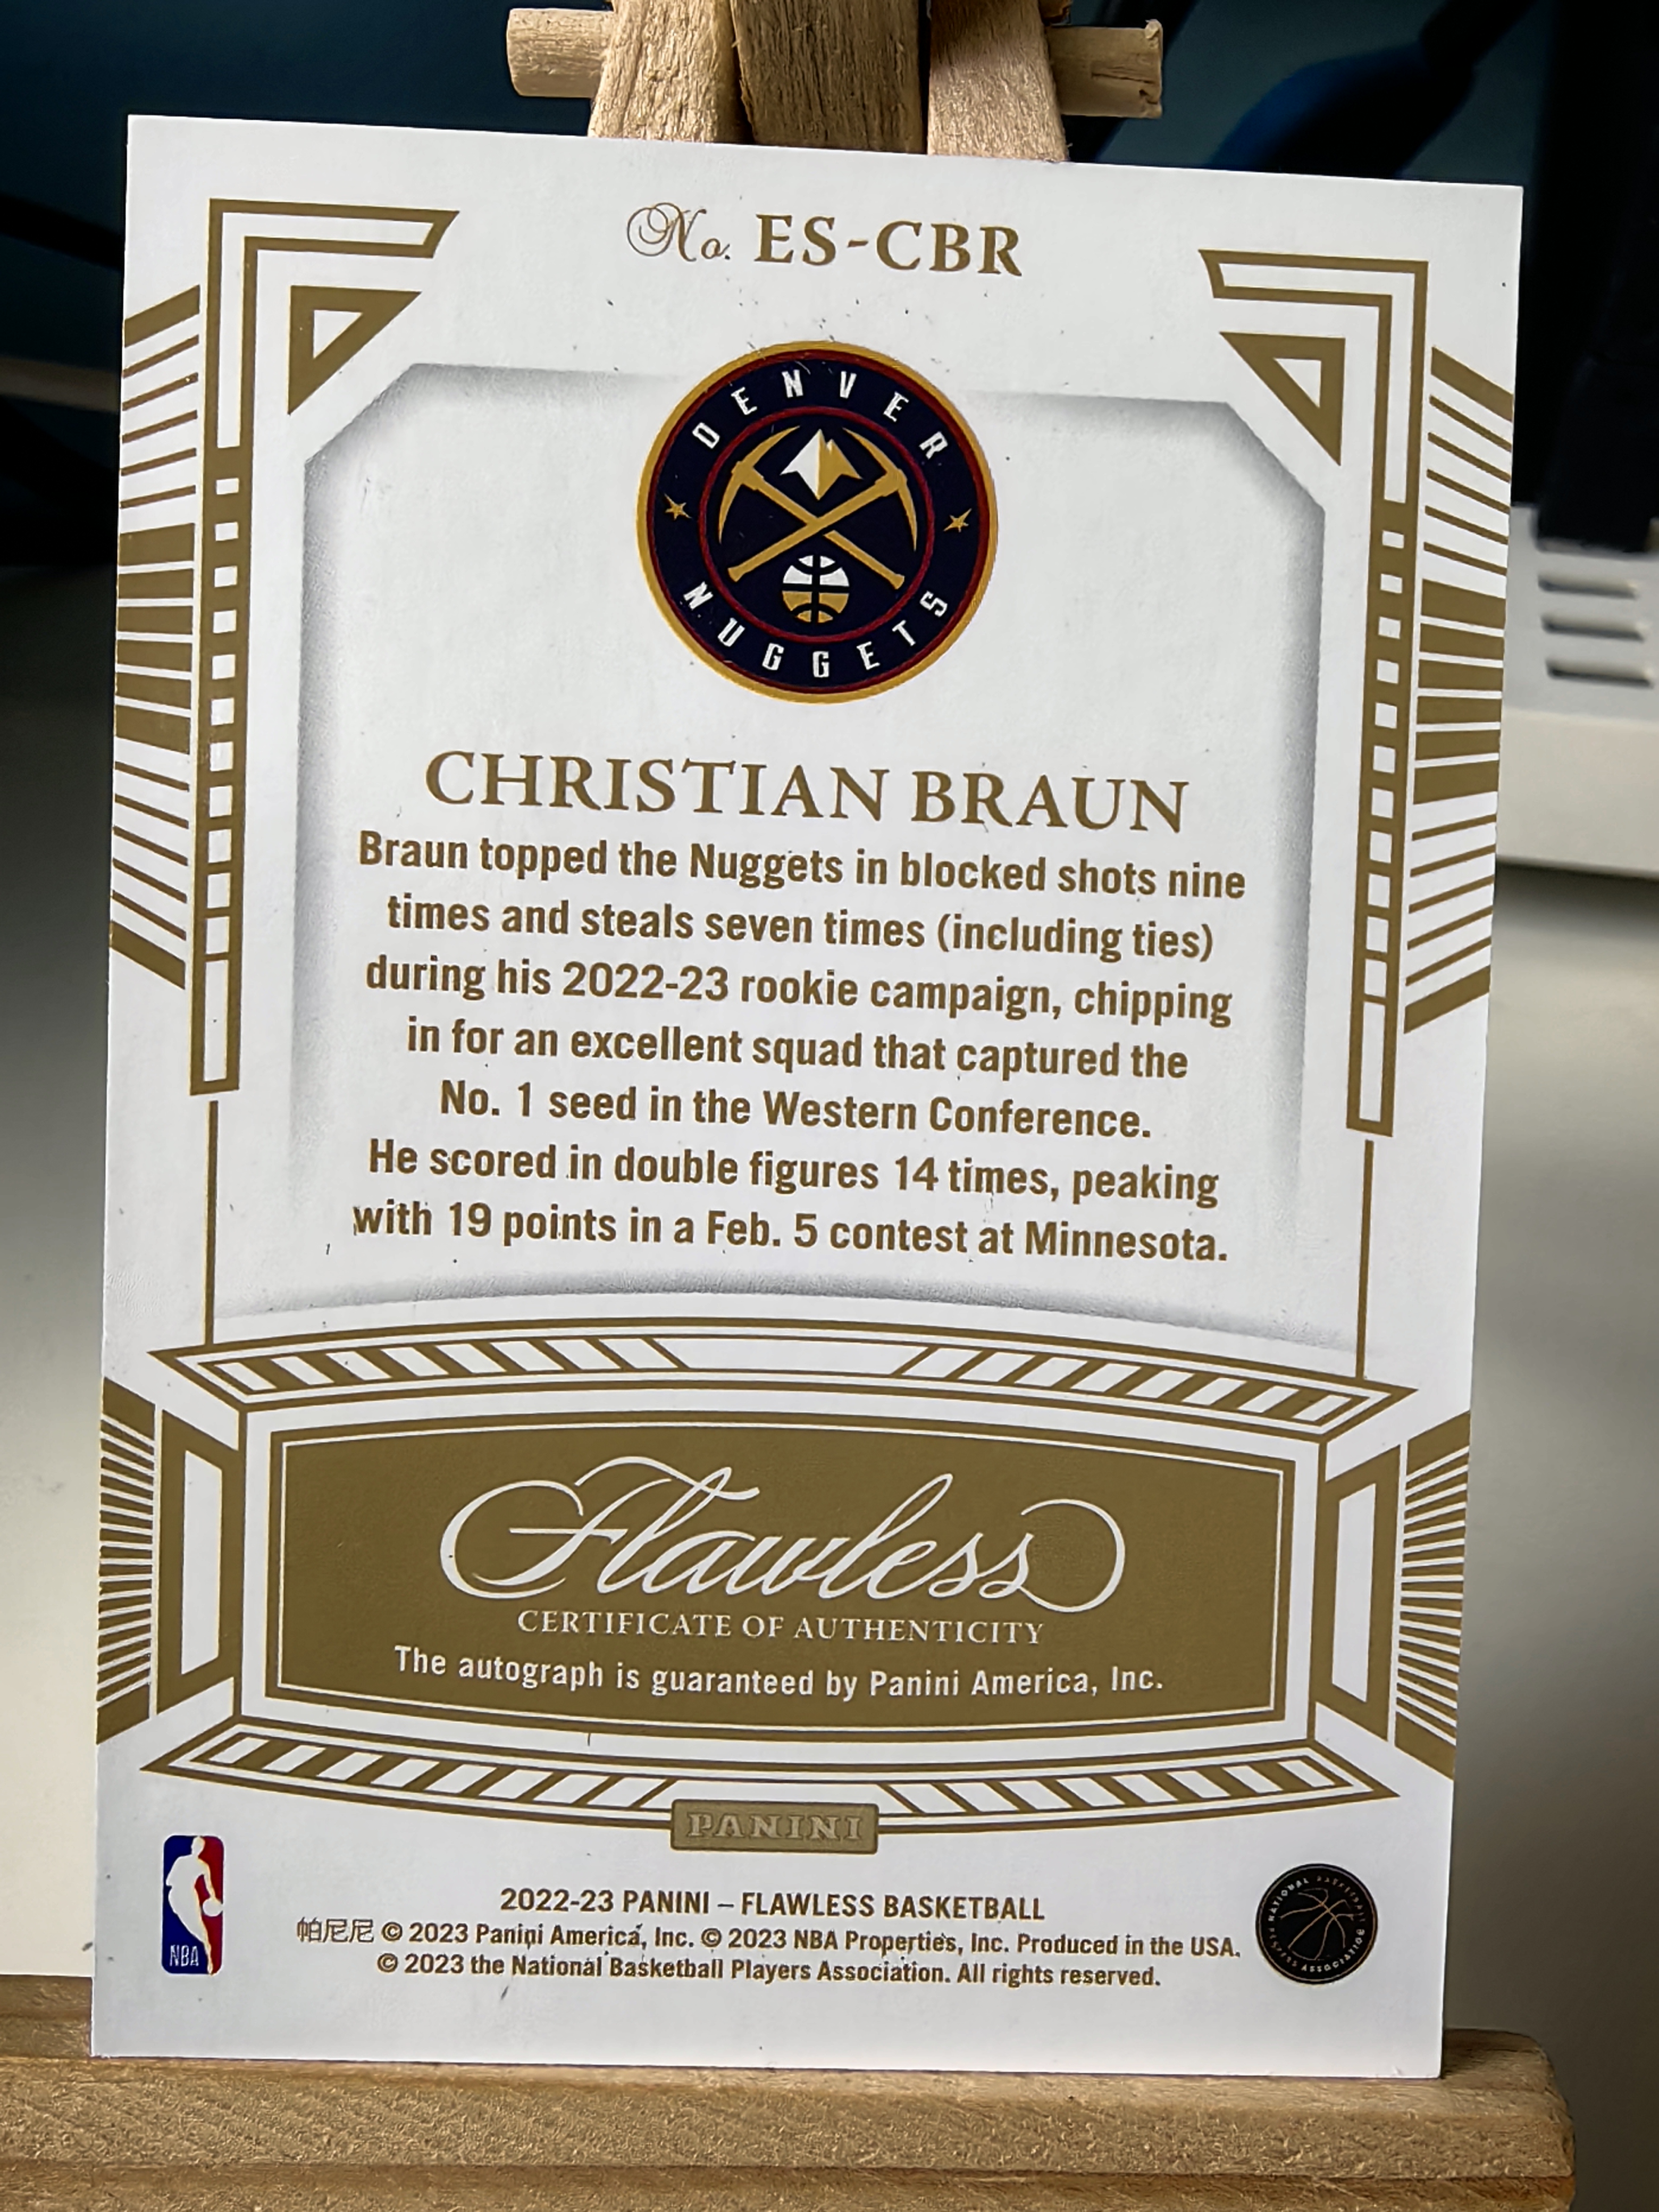 No. ES-CBR
DENVER
NUGGETS
CHRISTIAN BRAUN
Braun topped the Nuggets in blocked shots nine
times and steals seven times (including ties)
during his 2022-23 rookie campaign, chipping
in for an excellent squad that captured the
No. 1 seed in the Western Conference.
He scored in double figures 14 times, peaking
with 19 points in a Feb. 5 contest at Minnesota.
Flawless
CERTIFICATE OF AUTHENTICITY
The autograph is guaranteed by Panini America, Inc.
PANINI
NBA
2022-23 PANINI – FLAWLESS BASKETBALL
帕尼尼 © 2023 Panini America, Inc. © 2023 NBA Properties, Inc. Produced in the USA.
© 2023 the National Basketball Players Association. All rights reserved.
NATIONAL BASKETBALL
PLAYERS ASSOCIATION